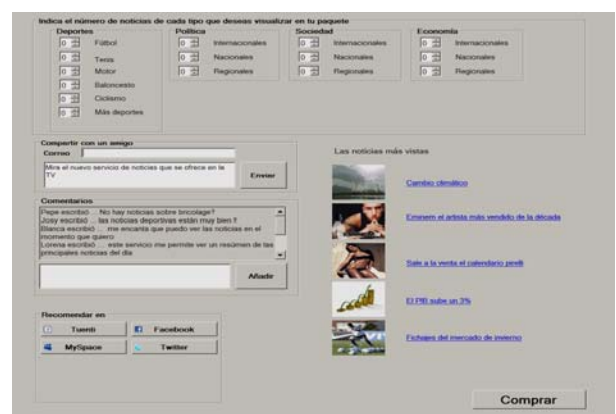 Indica el número de noticias de cada tipo que deseas visualizar en tu paquete
Deportes
0 Fútbol
0 Tenis
0 Motor
0 Baloncesto
0 Ciclismo
0 Más deportes
Política
0 Internacionales
0 Nacionales
0 Regionales
Sociedad
0 Internacionales
0 Nacionales
0 Regionales
Economía
0 Internacionales
0 Nacionales
0 Regionales
Compartir con un amigo
Correo
Mira el nuevo servicio de noticias que se ofrece en la
TV
Enviar
Comentarios
Pepe escribió ... No hay noticias sobre bricolage?
Josy escribió ... las noticias deportivas están muy bien !!
Blanca escribió ... me encanta que puedo ver las noticias en el
momento que quiero
Lorena escribió ... este servicio me permite ver un resúmen de las
principales noticias del día
Añadir
Recomendar en
Tuenti
Facebook
MySpace
Twitter
Las noticias más vistas
Cambio climático
Eminem el artista más vendido de la década
Sale a la venta el calendario pirelli
El PIB sube un 3%
Fichajes del mercado de invierno
Comprar